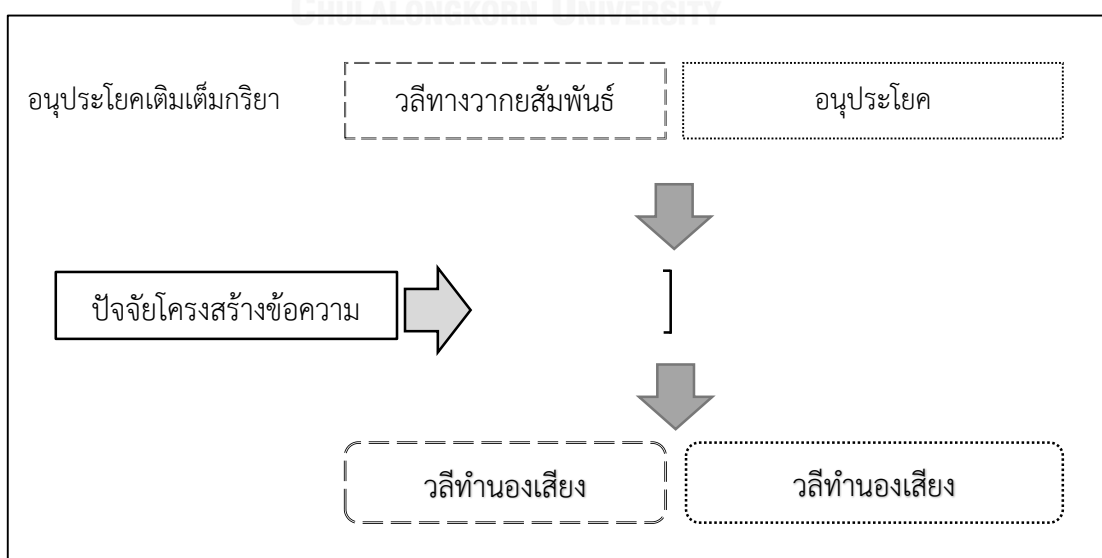 CHULALONGKORN UNIVERSITY
อนุประโยคเติมเต็มกริยา
วลีทางวากยสัมพันธ์
อนุประโยค
ปัจจัยโครงสร้างข้อความ
]
วลีทำนองเสียง
วลีทำนองเสียง